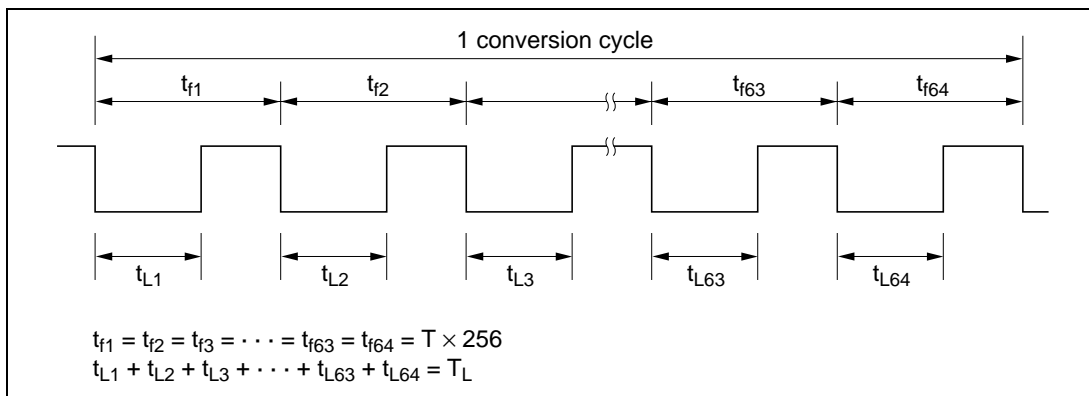 1 conversion cycle
tf1 tf2 tf63 tf64
tL1 tL2 tL3 tL63 tL64
tf1 = tf2 = tf3 = · · · = tf63 = tf64 = T × 256
tL1 + tL2 + tL3 + · · · + tL63 + tL64 = TL